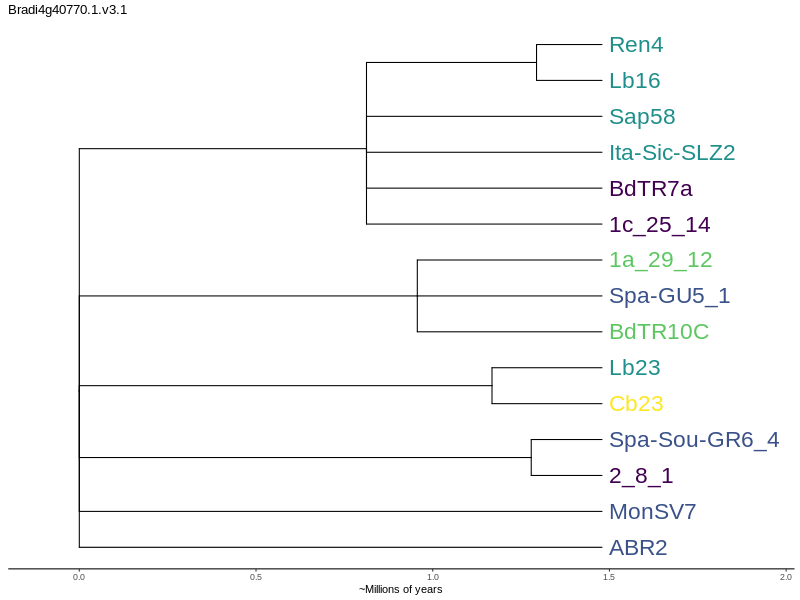 Bradi4g40770.1.v3.1
Ren4
Lb16
Sap58
Ita-Sic-SLZ2
BdTR7a
1c_25_14
1a_29_12
Spa-GU5_1
BdTR10C
Lb23
Cb23
Spa-Sou-GR6_4
2_8_1
MonSV7
ABR2
0.0 0.5 1.0 1.5 2.0
~Millions of years